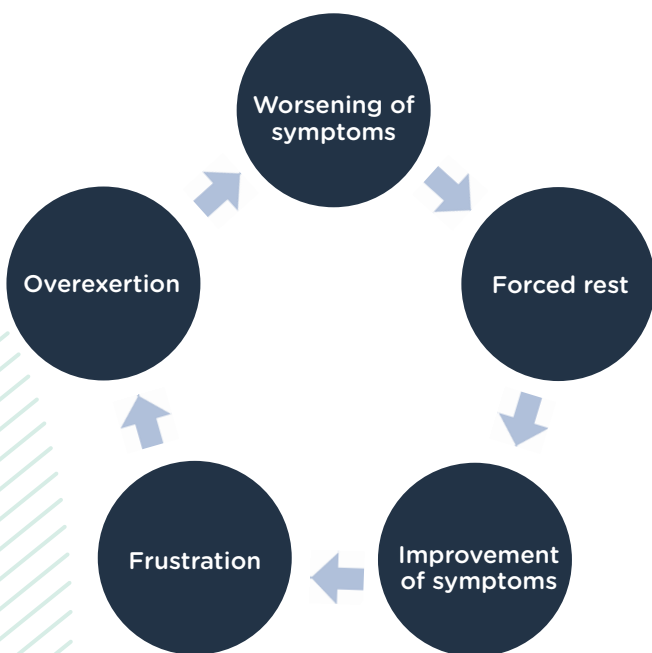 Worsening of
symptoms
Forced rest
Improvement
of symptoms
Frustration
Overexertion